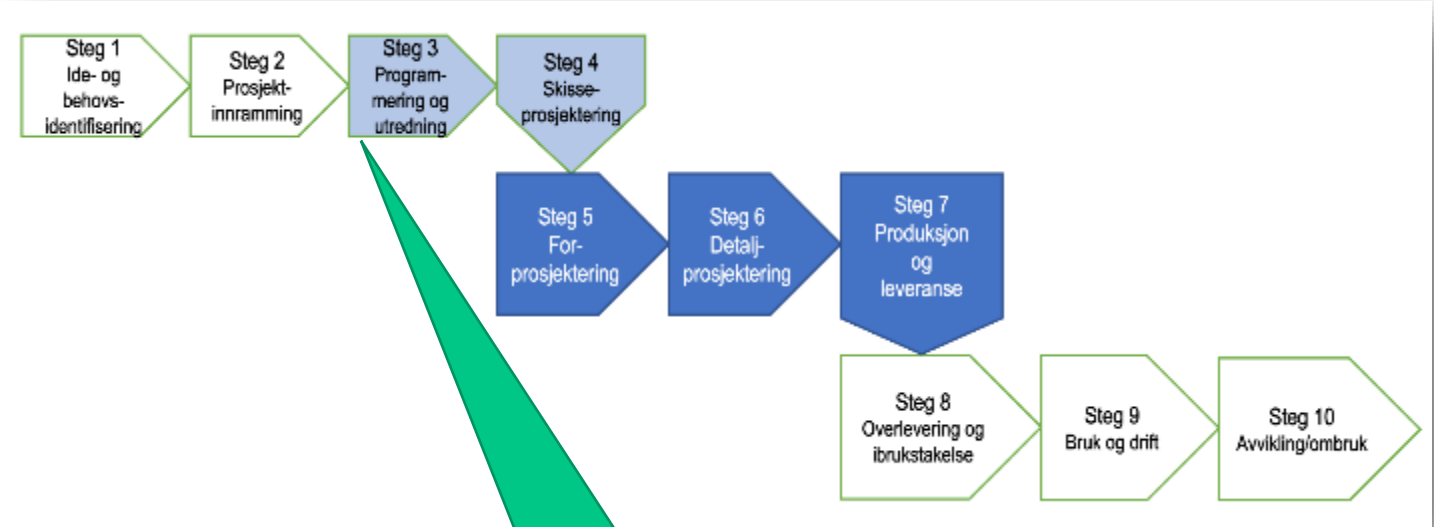 Steg 1
Ide- og
behovs-
identifisering
Steg 2
Prosjekt-
innramming
Steg 3
Program-
mering og
utredning
Steg 4
Skisse-
prosjektering
Steg 5
For-
prosjektering
Steg 6
Detalj-
prosjektering
Steg 7
Produksjon
og
leveranse
Steg 8
Overlevering og
ibrukstakelse
Steg 9
Bruk og drift
Steg 10
Avvikling/ombruk